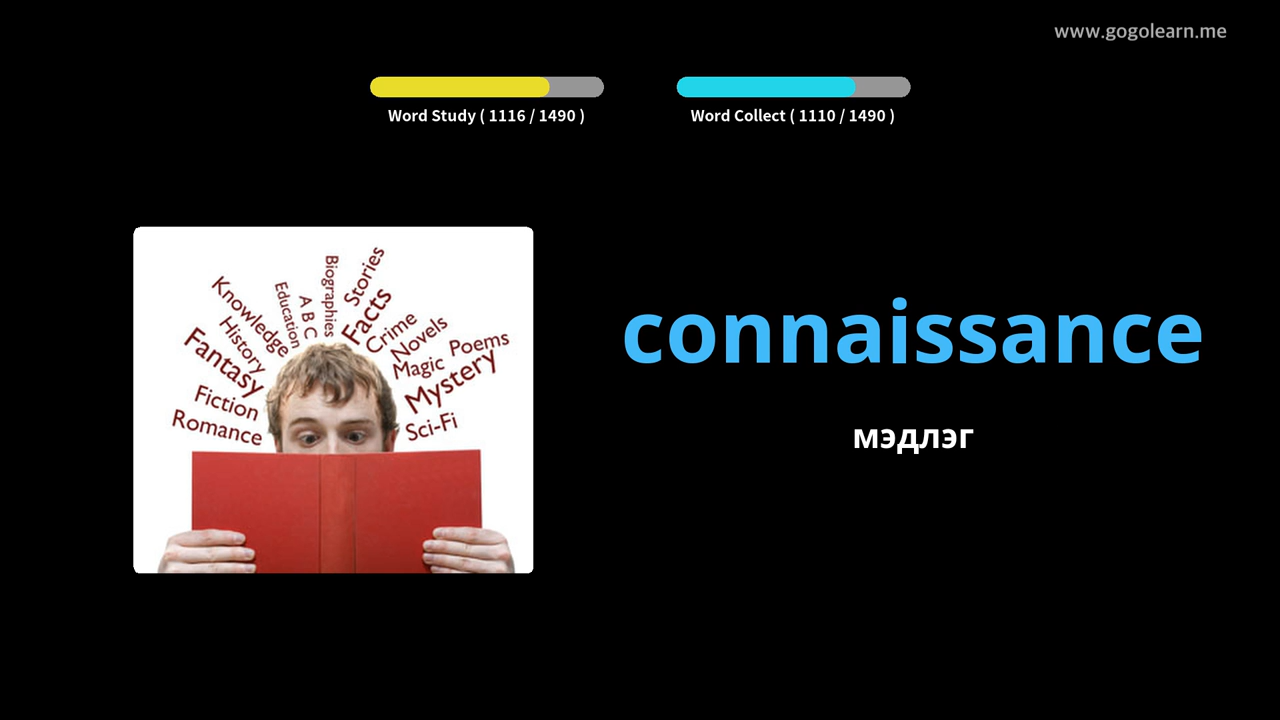 www.gogolearn.me
Word Study ( 1116 / 1490 )
Word Collect ( 1110 / 1490 )
Knowledge
History
Fantasy
Fiction
Romance
Education
A B C
Biographies
Stories
Facts
Crime
Novels
Magic
Poems
Mystery
Sci-Fi
connaissance
мэдлэг